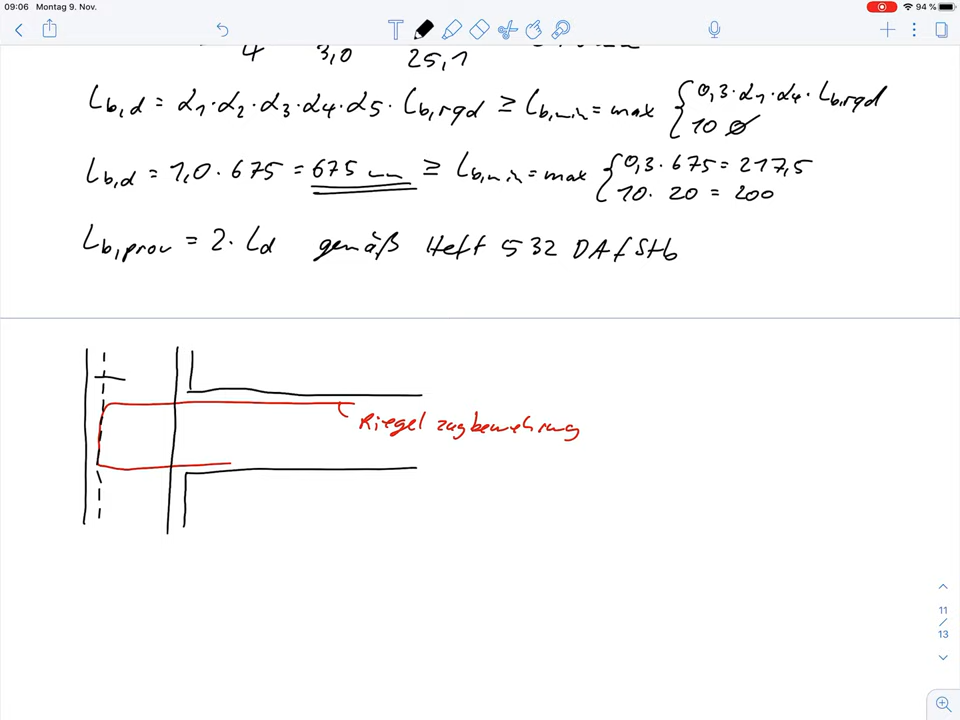 09:06 Montag 9. Nov. 94 %
4 3,0 25,1
L_b,d = α1·α2·α3·α4·α5·L_b,rqd ≥ L_b,min = max { 0,3·α1·α4·L_b,rqd
10 Ø
L_b,d = 1,0·675 = 675 mm ≥ L_b,min = max { 0,3·675 = 217,5
10·20 = 200
L_b,prov = 2·L_d gemäß Heft 532 DAfStb
Riegelzugbewehrung
11
/
13